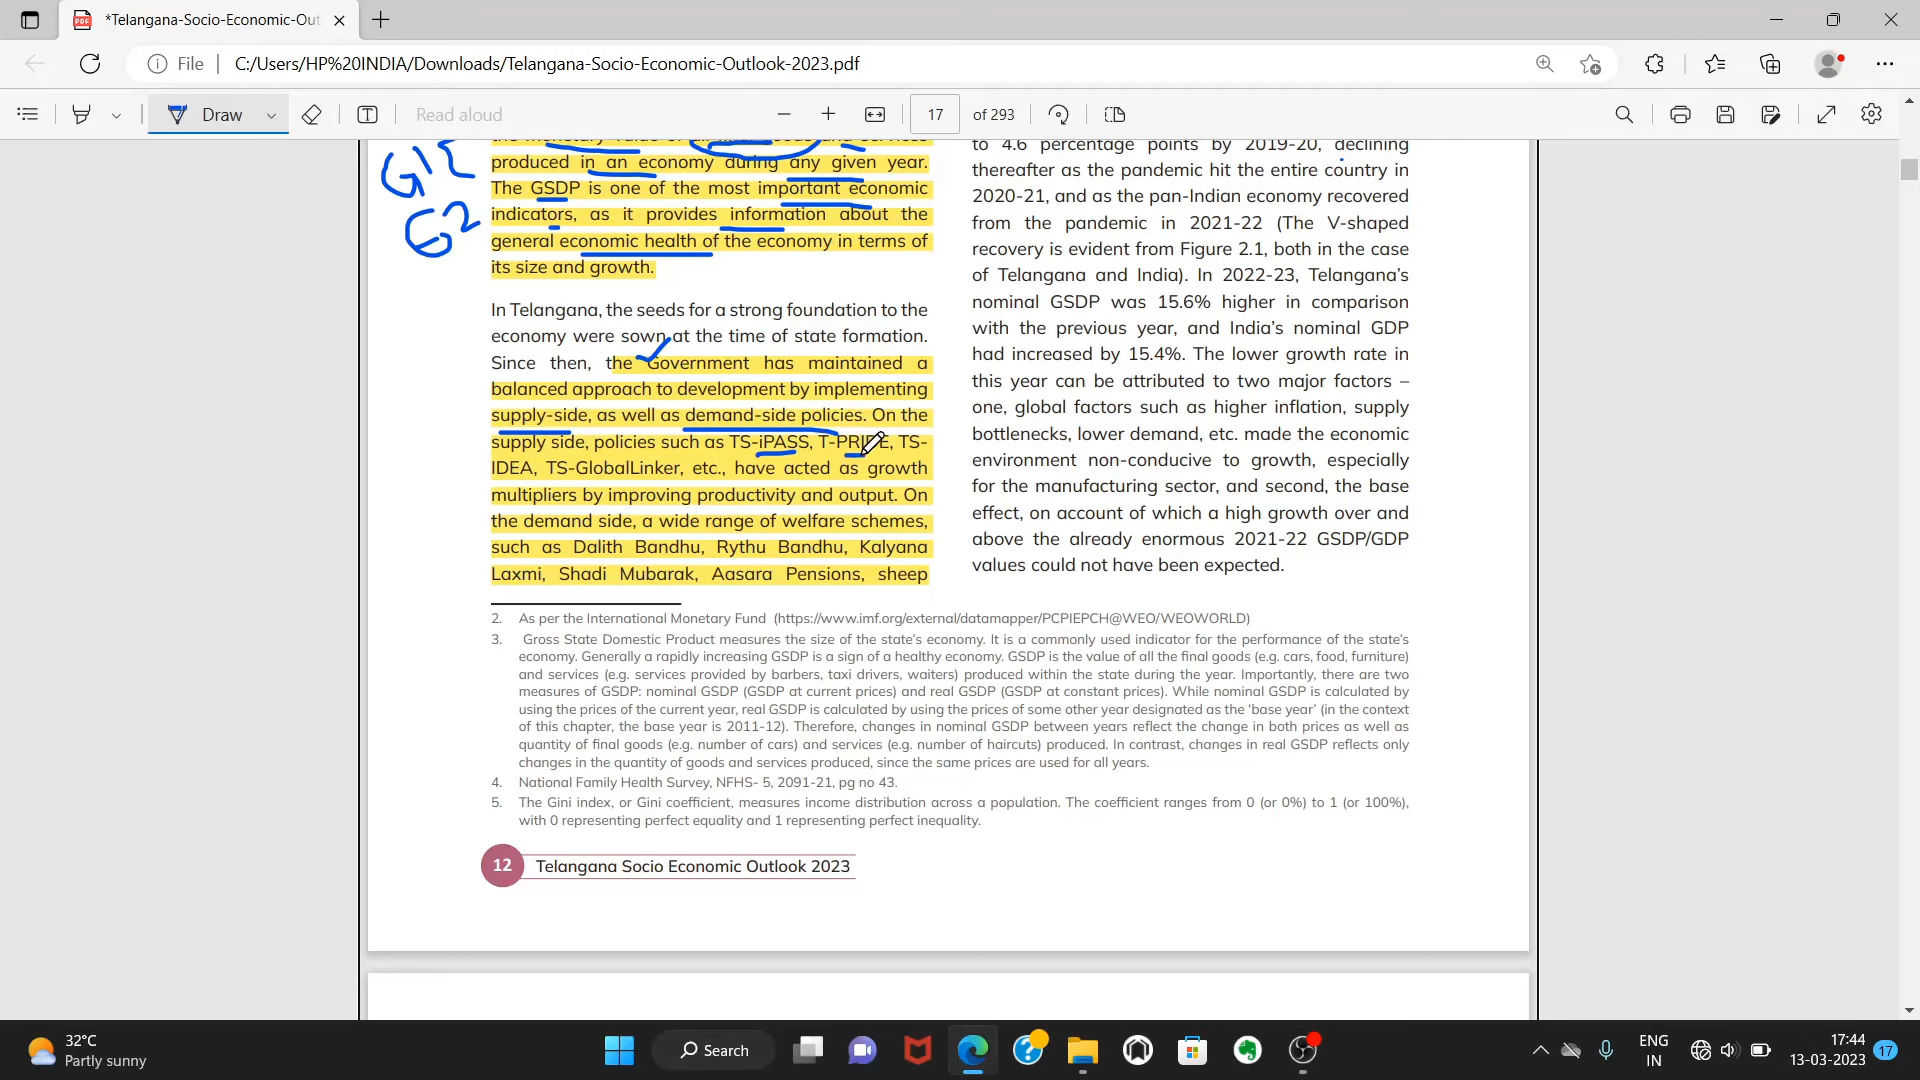 *Telangana-Socio-Economic-Out
File
C:/Users/HP%20INDIA/Downloads/Telangana-Socio-Economic-Outlook-2023.pdf
Draw
Read aloud
17 of 293
produced in an economy during any given year.
The GSDP is one of the most important economic
indicators, as it provides information about the
general economic health of the economy in terms of
its size and growth.
In Telangana, the seeds for a strong foundation to the
economy were sown at the time of state formation.
Since then, the Government has maintained a
balanced approach to development by implementing
supply-side, as well as demand-side policies. On the
supply side, policies such as TS-iPASS, T-PRIDE, TS-
IDEA, TS-GlobalLinker, etc., have acted as growth
multipliers by improving productivity and output. On
the demand side, a wide range of welfare schemes,
such as Dalith Bandhu, Rythu Bandhu, Kalyana
Laxmi, Shadi Mubarak, Aasara Pensions, sheep
to 4.6 percentage points by 2019-20, declining
thereafter as the pandemic hit the entire country in
2020-21, and as the pan-Indian economy recovered
from the pandemic in 2021-22 (The V-shaped
recovery is evident from Figure 2.1, both in the case
of Telangana and India). In 2022-23, Telangana's
nominal GSDP was 15.6% higher in comparison
with the previous year, and India's nominal GDP
had increased by 15.4%. The lower growth rate in
this year can be attributed to two major factors –
one, global factors such as higher inflation, supply
bottlenecks, lower demand, etc. made the economic
environment non-conducive to growth, especially
for the manufacturing sector, and second, the base
effect, on account of which a high growth over and
above the already enormous 2021-22 GSDP/GDP
values could not have been expected.
2. As per the International Monetary Fund (https://www.imf.org/external/datamapper/PCPIEPCH@WEO/WEOWORLD)
3. Gross State Domestic Product measures the size of the state's economy. It is a commonly used indicator for the performance of the state's
economy. Generally a rapidly increasing GSDP is a sign of a healthy economy. GSDP is the value of all the final goods (e.g. cars, food, furniture)
and services (e.g. services provided by barbers, taxi drivers, waiters) produced within the state during the year. Importantly, there are two
measures of GSDP: nominal GSDP (GSDP at current prices) and real GSDP (GSDP at constant prices). While nominal GSDP is calculated by
using the prices of the current year, real GSDP is calculated by using the prices of some other year designated as the 'base year' (in the context
of this chapter, the base year is 2011-12). Therefore, changes in nominal GSDP between years reflect the change in both prices as well as
quantity of final goods (e.g. number of cars) and services (e.g. number of haircuts) produced. In contrast, changes in real GSDP reflects only
changes in the quantity of goods and services produced, since the same prices are used for all years.
4. National Family Health Survey, NFHS- 5, 2091-21, pg no 43.
5. The Gini index, or Gini coefficient, measures income distribution across a population. The coefficient ranges from 0 (or 0%) to 1 (or 100%),
with 0 representing perfect equality and 1 representing perfect inequality.
12 Telangana Socio Economic Outlook 2023
32°C
Partly sunny
Search
ENG
IN
17:44
13-03-2023
17